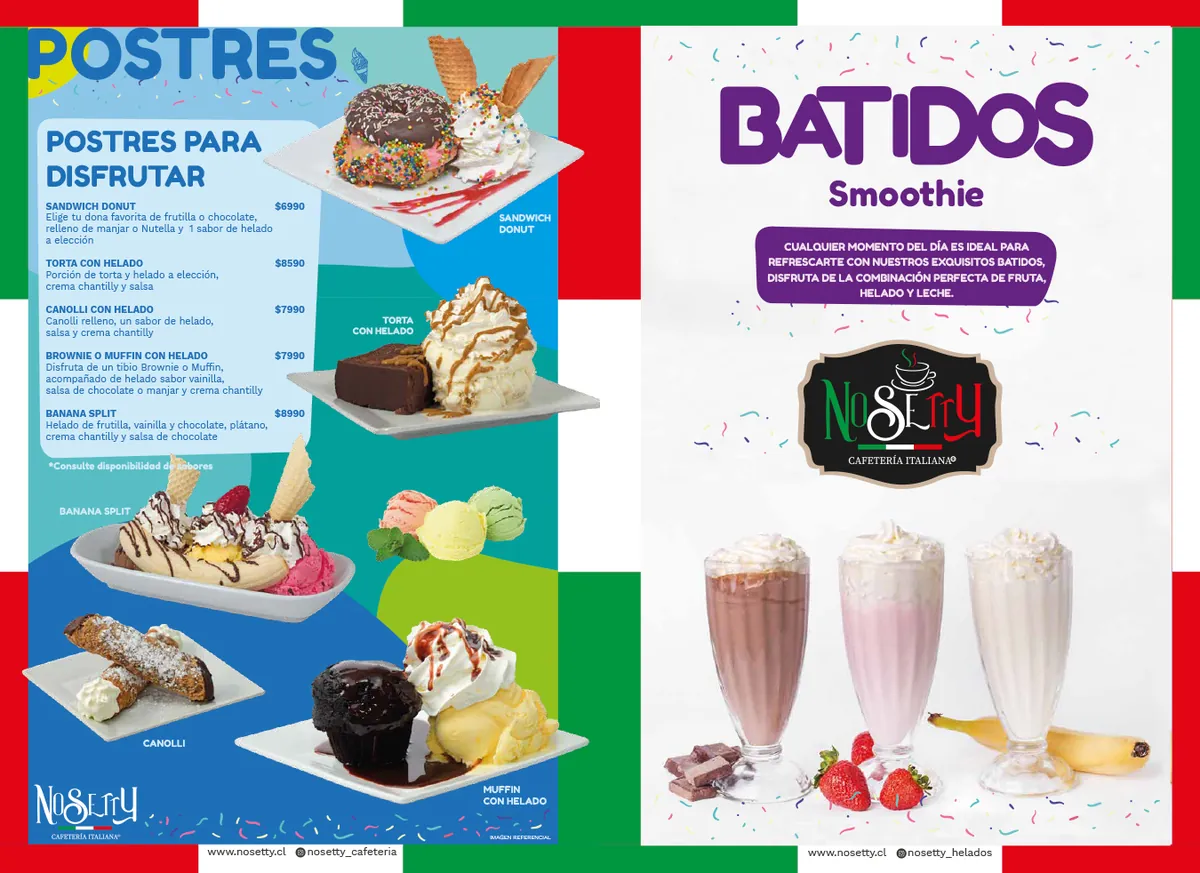 POSTRES
POSTRES PARA
DISFRUTAR
SANDWICH DONUT $6990
Elige tu dona favorita de frutilla o chocolate,
relleno de manjar o Nutella y 1 sabor de helado
a elección
TORTA CON HELADO $8590
Porción de torta y helado a elección,
crema chantilly y salsa
CANOLLI CON HELADO $7990
Canolli relleno, un sabor de helado,
salsa y crema chantilly
BROWNIE O MUFFIN CON HELADO $7990
Disfruta de un tibio Brownie o Muffin,
acompañado de helado sabor vainilla,
salsa de chocolate o manjar y crema chantilly
BANANA SPLIT $8990
Helado de frutilla, vainilla y chocolate, plátano,
crema chantilly y salsa de chocolate
*Consulte disponibilidad de sabores
SANDWICH
DONUT
TORTA
CON HELADO
BANANA SPLIT
CANOLLI
MUFFIN
CON HELADO
NOSETTY
CAFETERÍA ITALIANA®
IMAGEN REFERENCIAL
www.nosetty.cl nosetty_cafeteria
BATIDOS
Smoothie
CUALQUIER MOMENTO DEL DÍA ES IDEAL PARA
REFRESCARTE CON NUESTROS EXQUISITOS BATIDOS,
DISFRUTA DE LA COMBINACIÓN PERFECTA DE FRUTA,
HELADO Y LECHE.
NOSETTY
CAFETERÍA ITALIANA®
www.nosetty.cl nosetty_helados